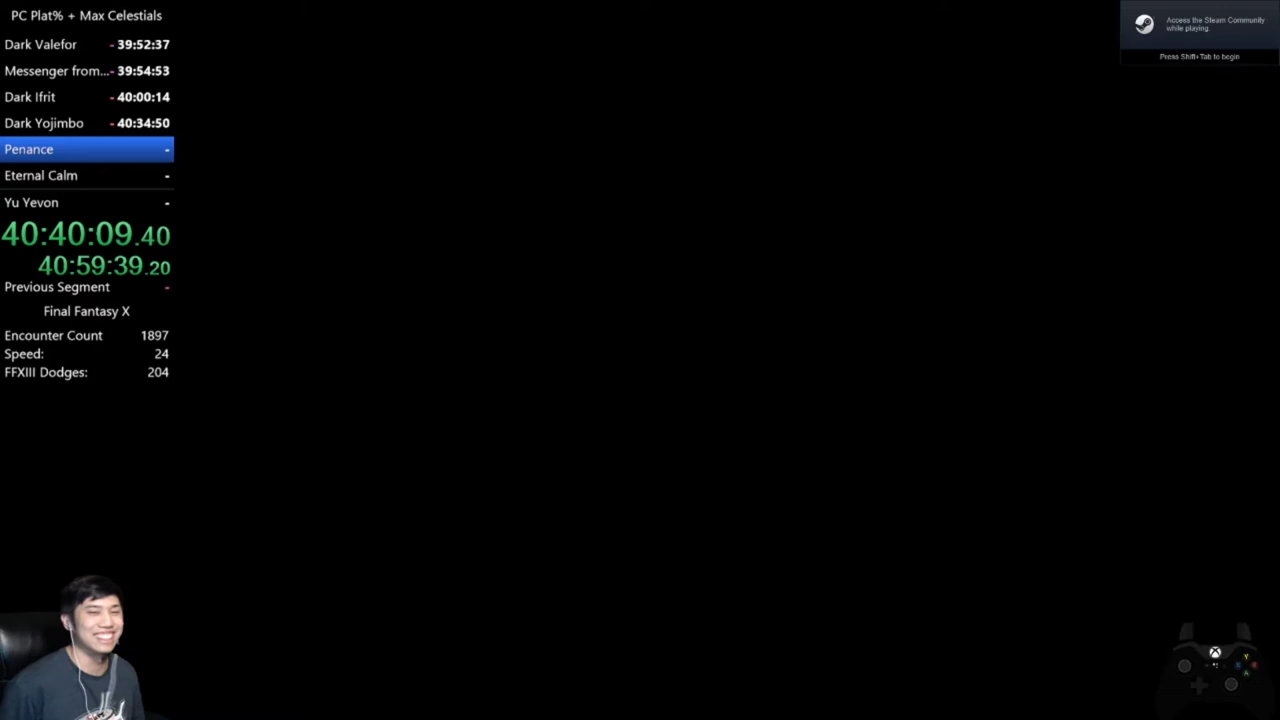 PC Plat% + Max Celestials
Dark Valefor - 39:52:37
Messenger from...- 39:54:53
Dark Ifrit - 40:00:14
Dark Yojimbo - 40:34:50
Penance -
Eternal Calm -
Yu Yevon -
40:40:09.40
40:59:39.20
Previous Segment -
Final Fantasy X
Encounter Count 1897
Speed: 24
FFXIII Dodges: 204
Access the Steam Community
while playing.
Press Shift+Tab to begin
Y
X
B
A